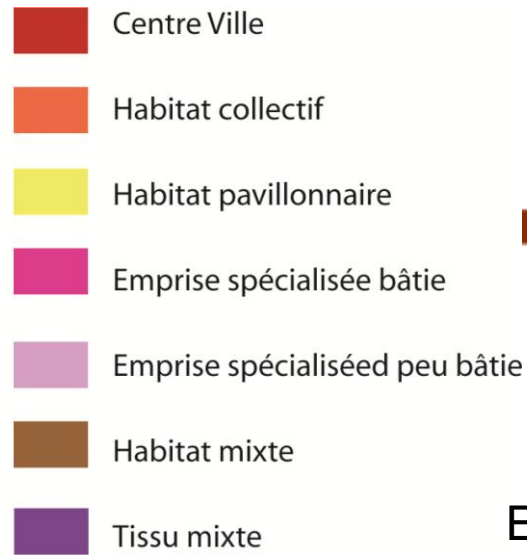 Centre Ville
Habitat collectif
Habitat pavillonnaire
Emprise spécialisée bâtie
Emprise spécialiséed peu bâtie
Habitat mixte
E
Tissu mixte